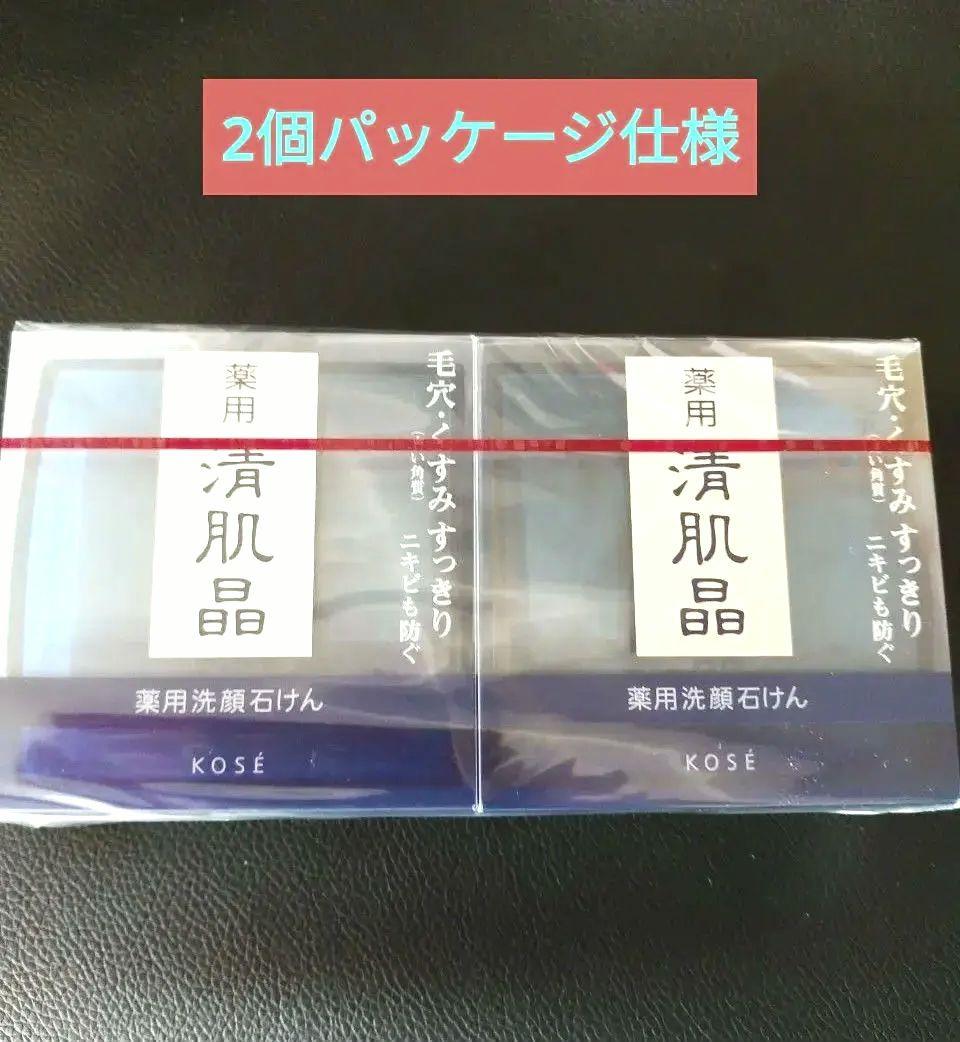 2個パッケージ仕様
薬用
清肌晶
毛穴・くすみ すっきり
ニキビも防ぐ
薬用洗顔石けん
KOSÉ
薬用
清肌晶
毛穴・くすみ すっきり
ニキビも防ぐ
薬用洗顔石けん
KOSÉ